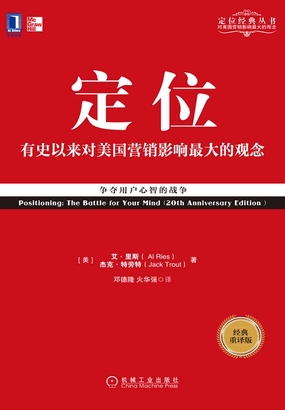 Mc
Graw
Hill
定位经典丛书
对美国营销影响最大的观念
定位
有史以来对美国营销影响最大的观念
争夺用户心智的战争
Positioning: The Battle for Your Mind (20th Anniversary Edition )
[美] 艾·里斯 ( Al Ries )
杰克·特劳特 (Jack Trout) 著
邓德隆 火华强◎译
经典
重译版
机械工业出版社
China Machine Press